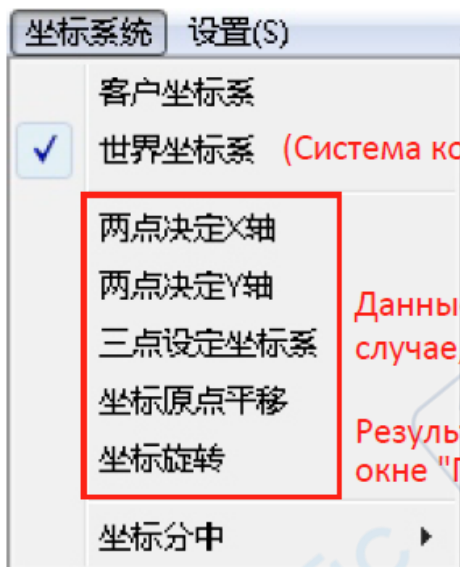 坐标系统 设置(S)
客户坐标系
世界坐标系 (Система
两点决定X轴
两点决定Y轴
Данны
三点设定坐标系 случае,
坐标原点平移
Резуль
坐标旋转
окне "П
坐标分中